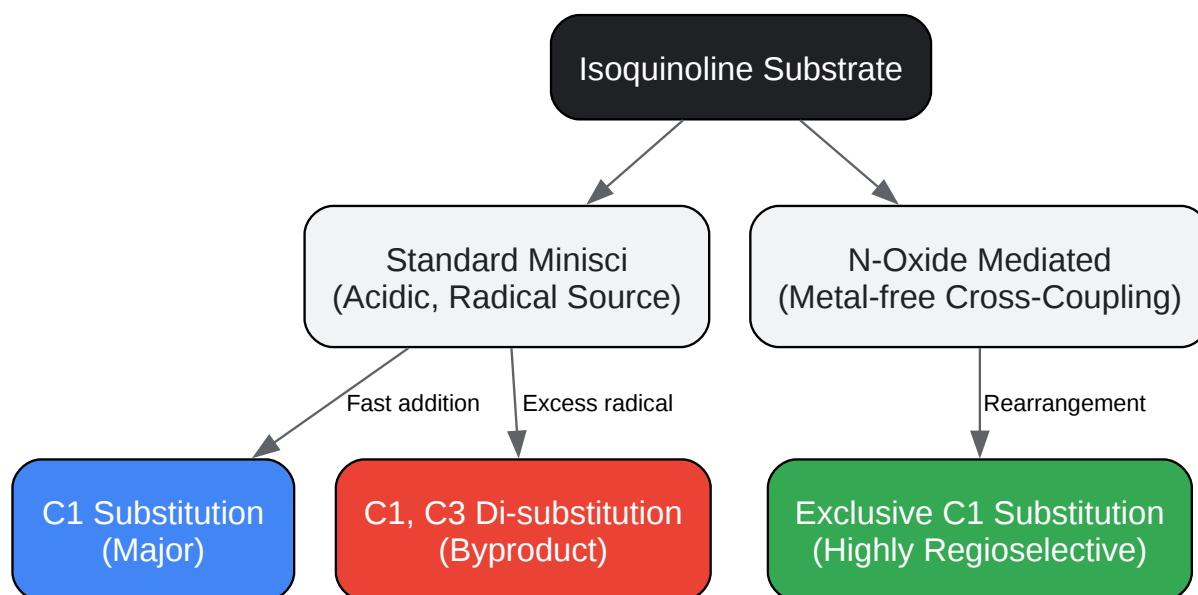 Isoquinoline Substrate
Standard Minisci
(Acidic, Radical Source)
N-Oxide Mediated
(Metal-free Cross-Coupling)
Fast addition
Excess radical
Rearrangement
C1 Substitution
(Major)
C1, C3 Di-substitution
(Byproduct)
Exclusive C1 Substitution
(Highly Regioselective)